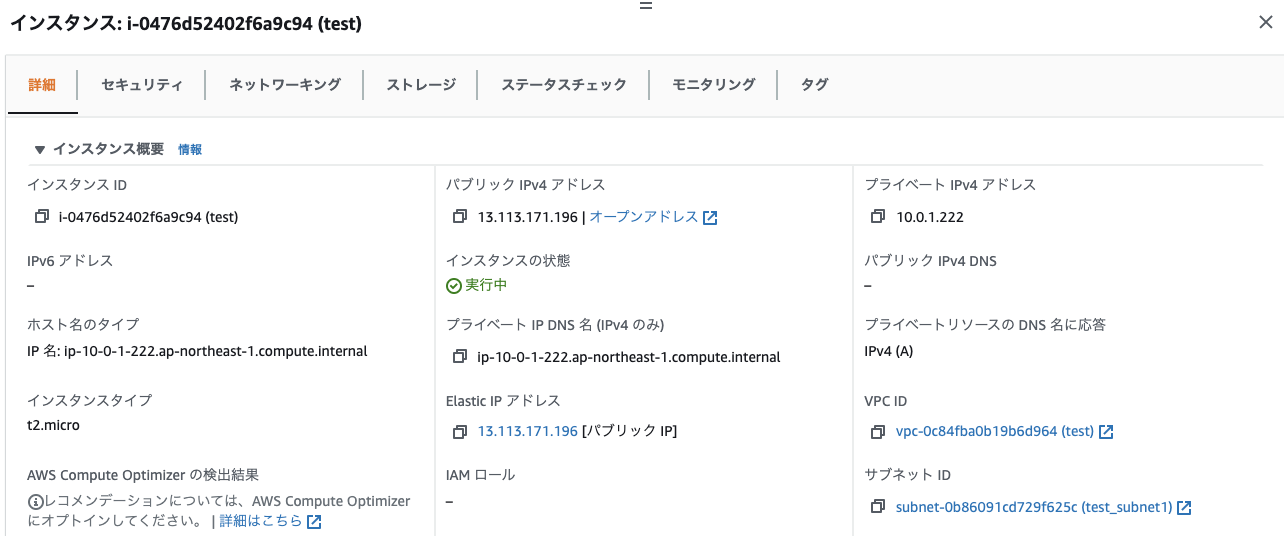 インスタンス: i-0476d52402f6a9c94 (test)
詳細
セキュリティ
ネットワーキング
ストレージ
ステータスチェック
モニタリング
タグ
▼ インスタンス概要 情報
インスタンス ID
i-0476d52402f6a9c94 (test)
パブリック IPv4 アドレス
13.113.171.196 | オープンアドレス
プライベート IPv4 アドレス
10.0.1.222
IPv6 アドレス
–
インスタンスの状態
実行中
パブリック IPv4 DNS
–
ホスト名のタイプ
IP 名: ip-10-0-1-222.ap-northeast-1.compute.internal
プライベート IP DNS 名 (IPv4 のみ)
ip-10-0-1-222.ap-northeast-1.compute.internal
プライベートリソースの DNS 名に応答
IPv4 (A)
インスタンスタイプ
t2.micro
Elastic IP アドレス
13.113.171.196 [パブリック IP]
VPC ID
vpc-0c84fba0b19b6d964 (test)
AWS Compute Optimizer の検出結果
レコメンデーションについては、AWS Compute Optimizer
にオプトインしてください。 | 詳細はこちら
IAM ロール
–
サブネット ID
subnet-0b86091cd729f625c (test_subnet1)